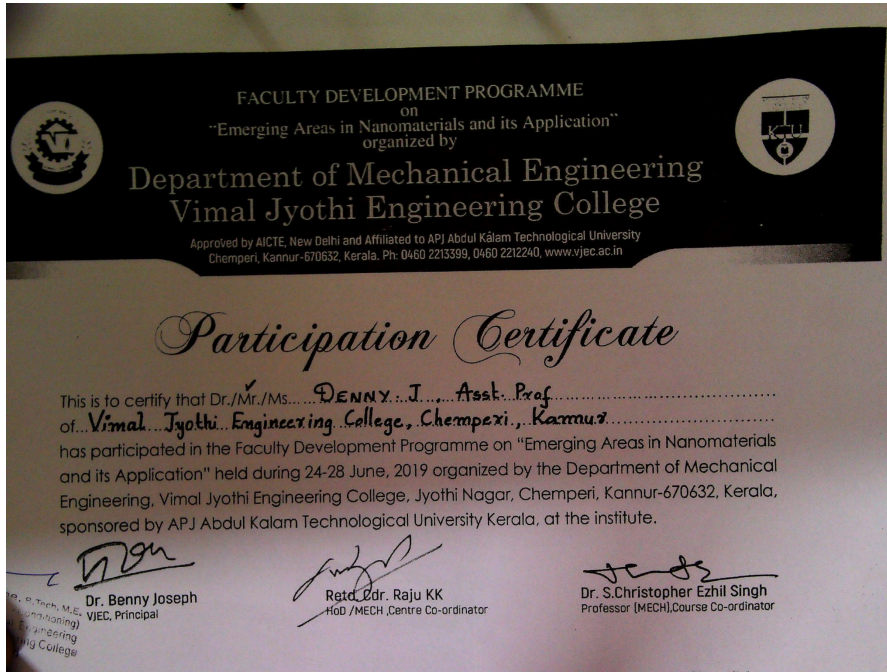 FACULTY DEVELOPMENT PROGRAMME
on
"Emerging Areas in Nanomaterials and its Application"
organized by
Department of Mechanical Engineering
Vimal Jyothi Engineering College
Approved by AICTE, New Delhi and Affiliated to APJ Abdul Kalam Technological University
Chemperi, Kannur-670632, Kerala. Ph: 0460 2213399, 0460 2212240, www.vjec.ac.in
KTU
Participation Certificate
This is to certify that Dr./Mr./Ms. DENNY. J., Asst. Prof
of Vimal Jyothi Engineering College, Chemperi, Kannur
has participated in the Faculty Development Programme on "Emerging Areas in Nanomaterials
and its Application" held during 24-28 June, 2019 organized by the Department of Mechanical
Engineering, Vimal Jyothi Engineering College, Jyothi Nagar, Chemperi, Kannur-670632, Kerala,
sponsored by APJ Abdul Kalam Technological University Kerala, at the institute.
Dr. Benny Joseph
VJEC, Principal
Retd. Cdr. Raju KK
HoD /MECH ,Centre Co-ordinator
Dr. S.Christopher Ezhil Singh
Professor (MECH),Course Co-ordinator
Tech, M.E.
Engineering
College